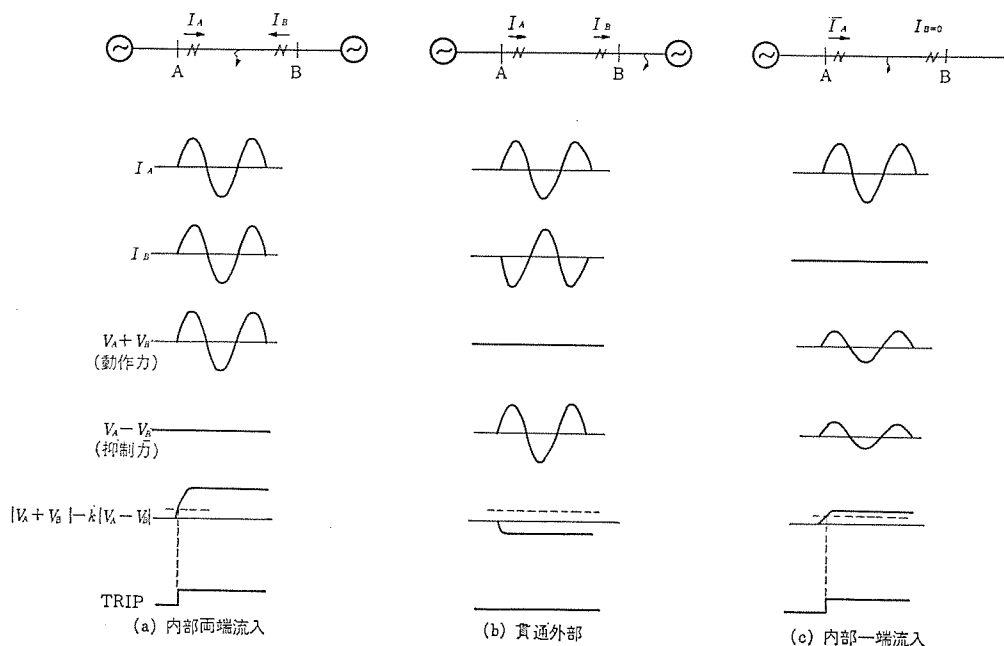 I_A I_B
A B
I_A I_B
A B
I_A I_B=0
A B
I_A
I_B
V_A + V_B
(動作力)
V_A − V_B
(抑制力)
|V_A + V_B|−k|V_A − V_B|
TRIP
(a) 内部両端流入
(b) 貫通外部
(c) 内部一端流入